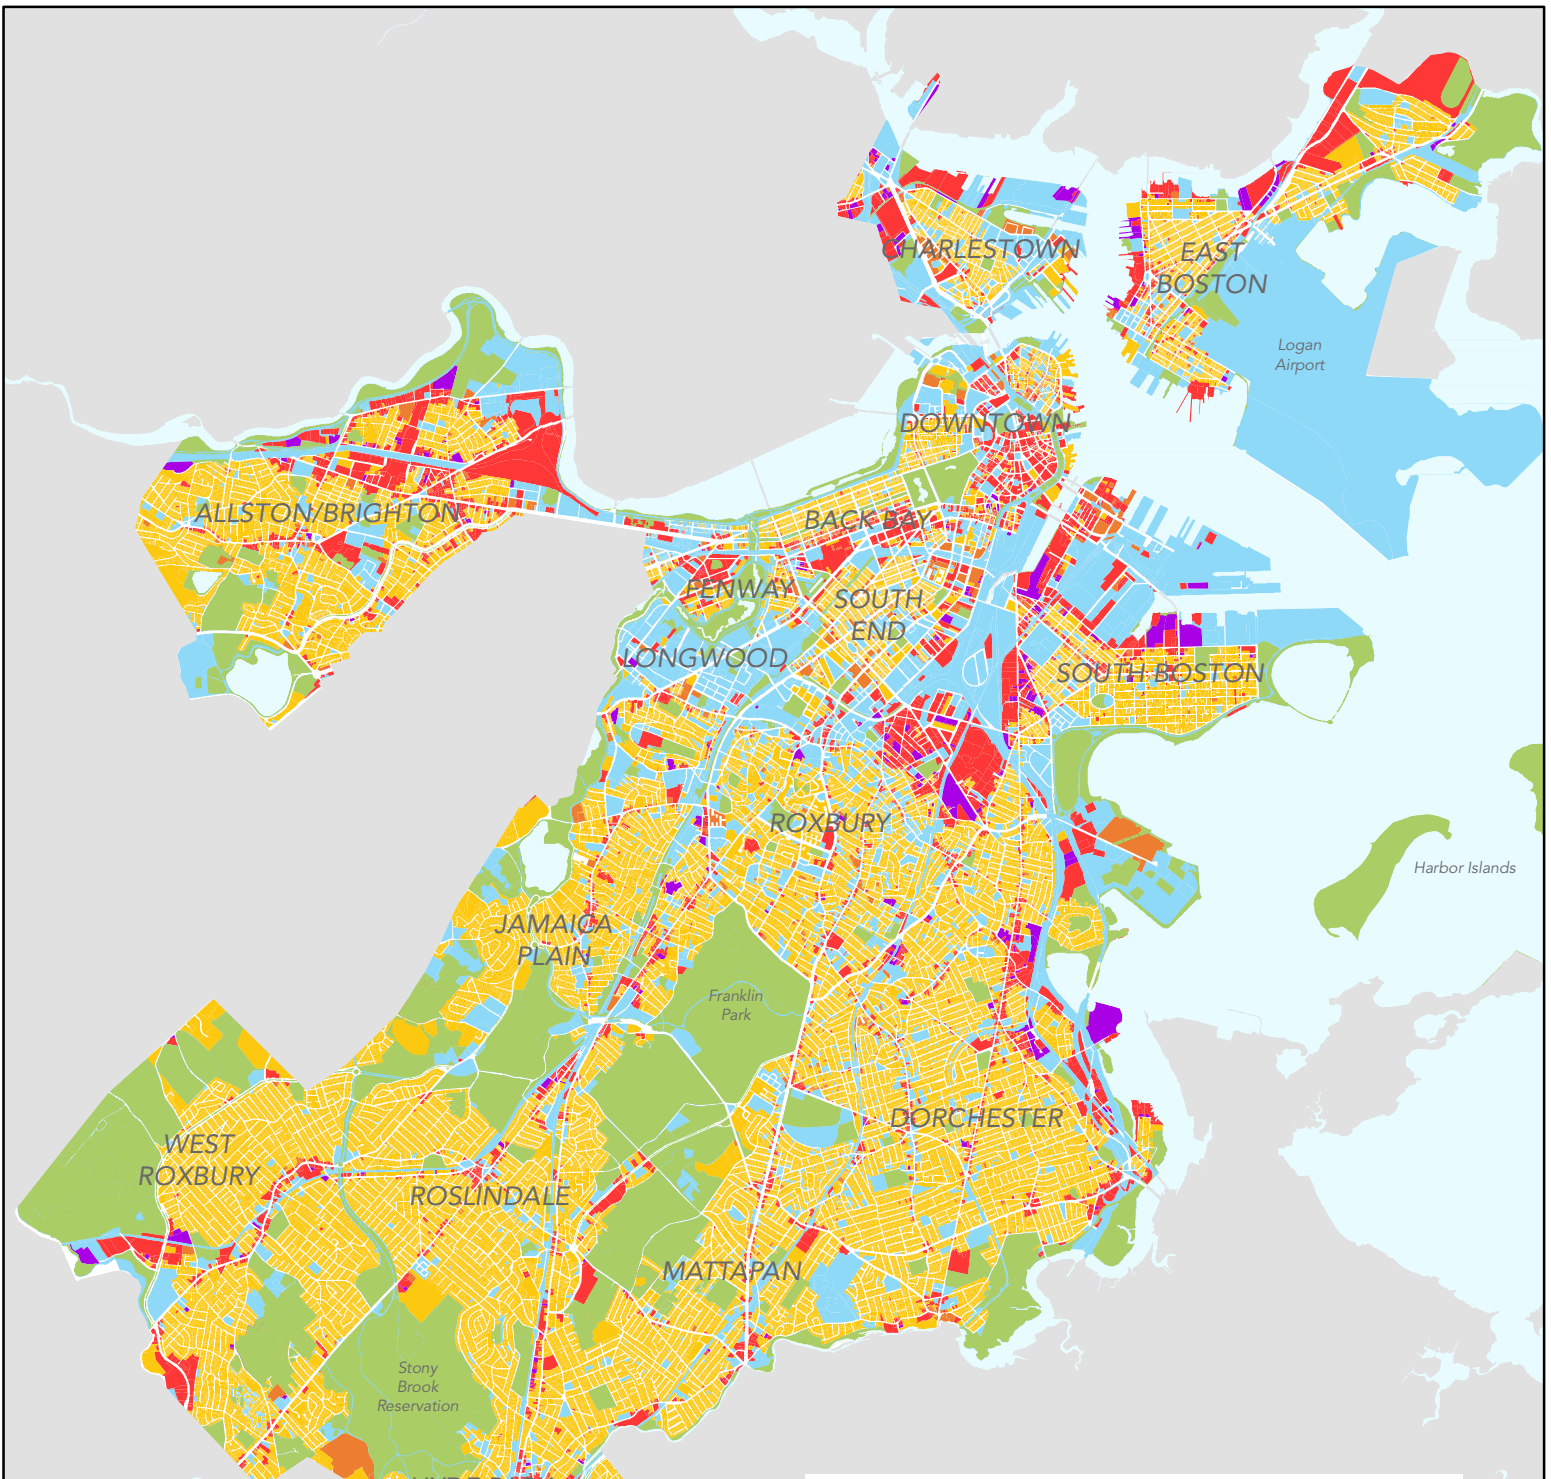 CHARLESTOWN
EAST
BOSTON
Logan
Airport
DOWNTOWN
ALLSTON/BRIGHTON
BACK BAY
FENWAY
SOUTH
END
LONGWOOD
SOUTH BOSTON
ROXBURY
Harbor Islands
JAMAICA
PLAIN
Franklin
Park
DORCHESTER
WEST
ROXBURY
ROSLINDALE
MATTAPAN
Stony
Brook
Reservation